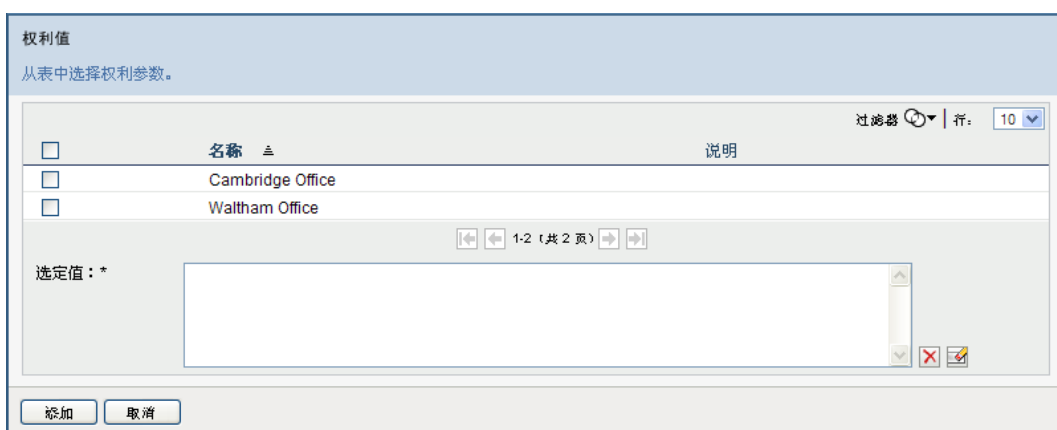 权利值
从表中选择权利参数。
过滤器 行： 10
名称 说明
Cambridge Office
Waltham Office
1-2（共 2 页）
选定值：*
添加 取消